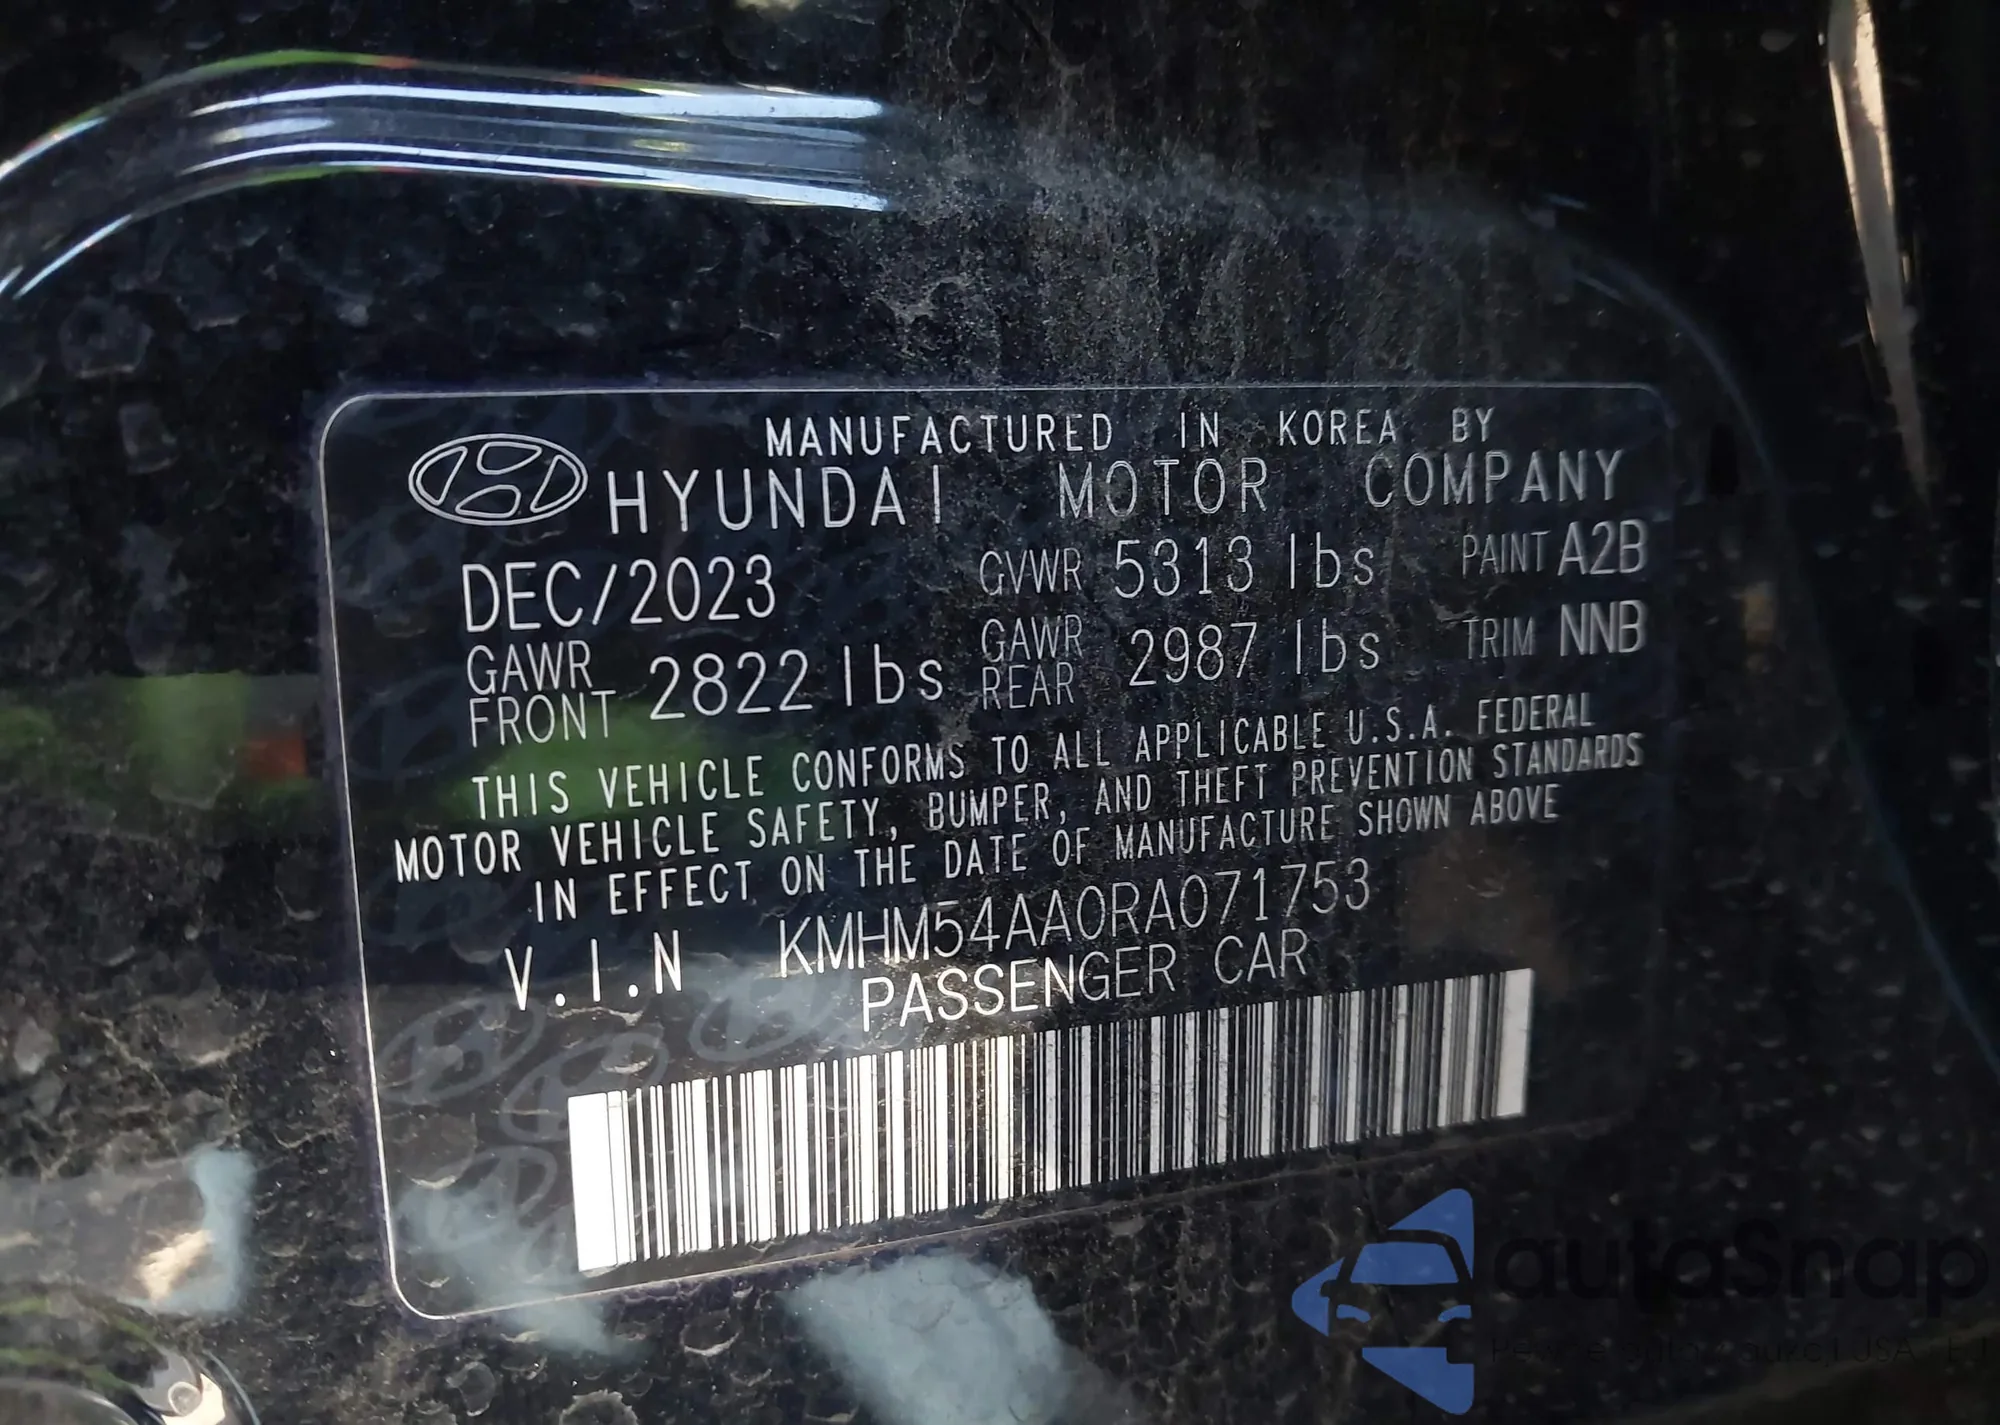 MANUFACTURED IN KOREA BY
HYUNDAI MOTOR COMPANY
DEC/2023 GVWR 5313 lbs PAINT A2B
GAWR FRONT 2822 lbs GAWR REAR 2987 lbs TRIM NNB
THIS VEHICLE CONFORMS TO ALL APPLICABLE U.S.A. FEDERAL
MOTOR VEHICLE SAFETY, BUMPER, AND THEFT PREVENTION STANDARDS
IN EFFECT ON THE DATE OF MANUFACTURE SHOWN ABOVE
V.I.N KMHM54AA0RA071753
PASSENGER CAR
autaSnap